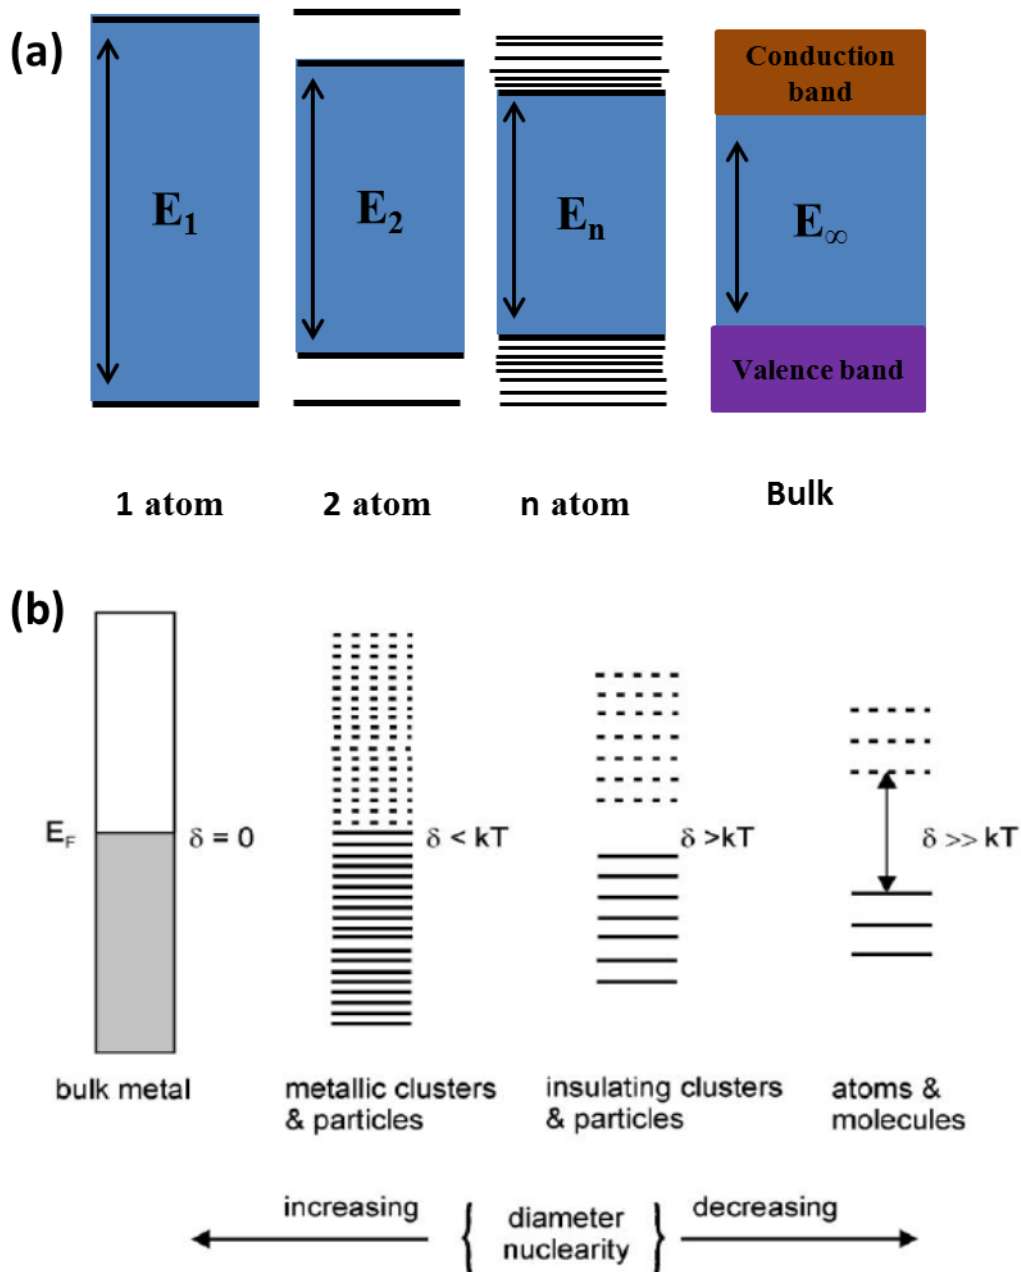 (a)
E₁
E₂
Eₙ
E∞
Conduction
band
Valence band
1 atom
2 atom
n atom
Bulk
(b)
E_F
δ = 0
δ < kT
δ >kT
δ >> kT
bulk metal
metallic clusters
& particles
insulating clusters
& particles
atoms &
molecules
increasing
{ diameter
nuclearity }
decreasing